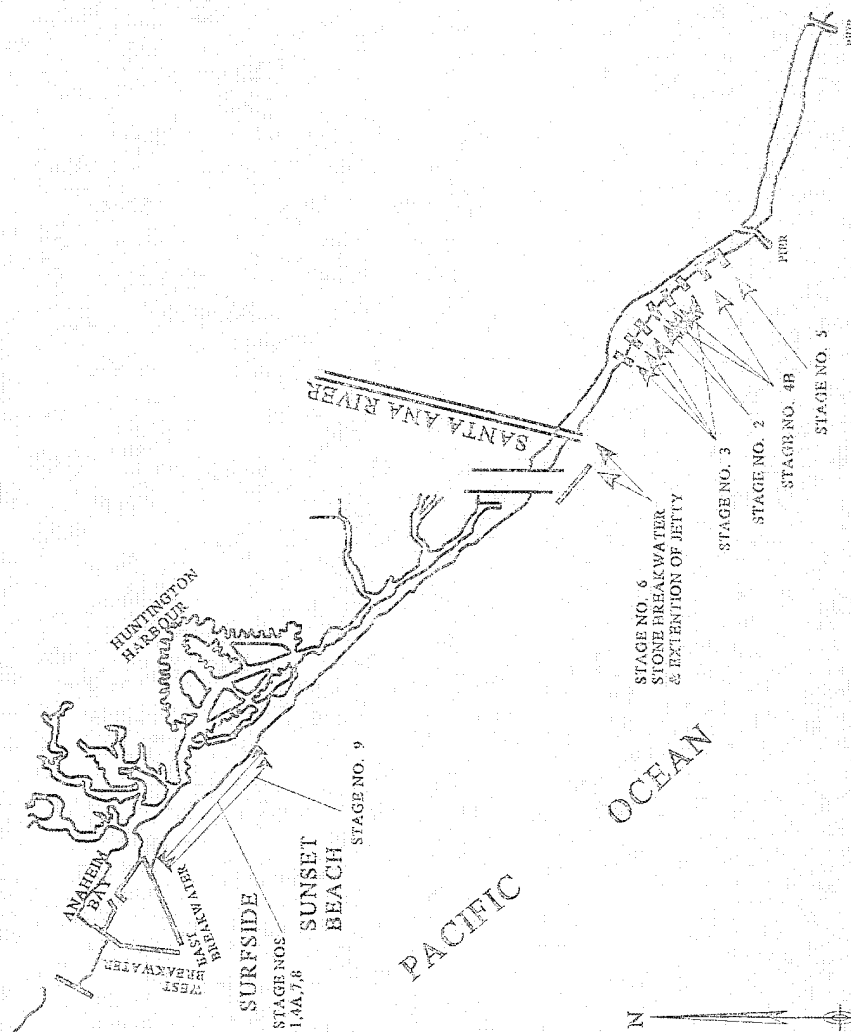 HUNTINGTON
HARBOUR
ANAHEIM
BAY
WEST
BREAKWATER
EAST
BREAKWATER
SURFSIDE
STAGE NOS
1,4A,7,8
SUNSET
BEACH
STAGE NO. 9
SANTA ANA RIVER
STAGE NO. 6
STONE BREAKWATER
& EXTENTION OF JETTY
STAGE NO. 3
STAGE NO. 2
STAGE NO. 4B
STAGE NO. 5
PIER
PACIFIC
OCEAN
N